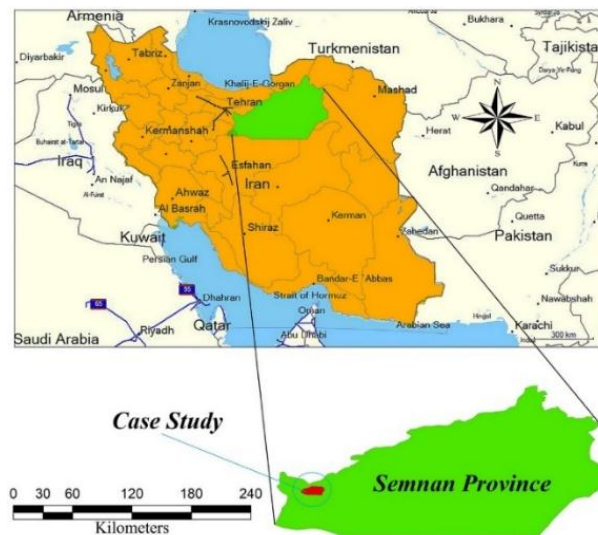 Armenia
Krasnovodskij Zaliv
Bukhara
Turkmenistan
Tajikista
Diyarbakir
Tabriz
Mosul
Zanjan
Khalij-E-Gorgan
Mashad
Tehran
Kirkuk
N
W
E
S
Kermanshah
Herat
Kabul
Iraq
Esfahan
Afghanistan
An Najaf
Iran
Ahwaz
Qandahar
Al Basrah
Kerman
Quetta
Kuwait
Shiraz
Zahedan
Pakistan
Persian Gulf
Bandar-E 'Abbas
Sukkur
Dhahran
Strait of Hormuz
Nawabshah
Oman
65
95
Riyadh
Qatar
Abu Dhabi
Arabian Sea
Karachi
Saudi Arabia
300 km
Case Study
Semnan Province
0 30 60 120 180 240
Kilometers